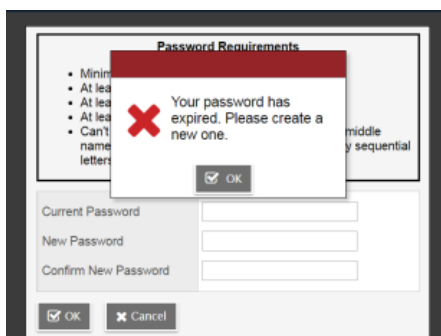 Password Requirements
• Minim
• At lea
• At lea
• At lea
• Can't middle
name y sequential
letters
Your password has
expired. Please create a
new one.
OK
Current Password
New Password
Confirm New Password
OK
Cancel